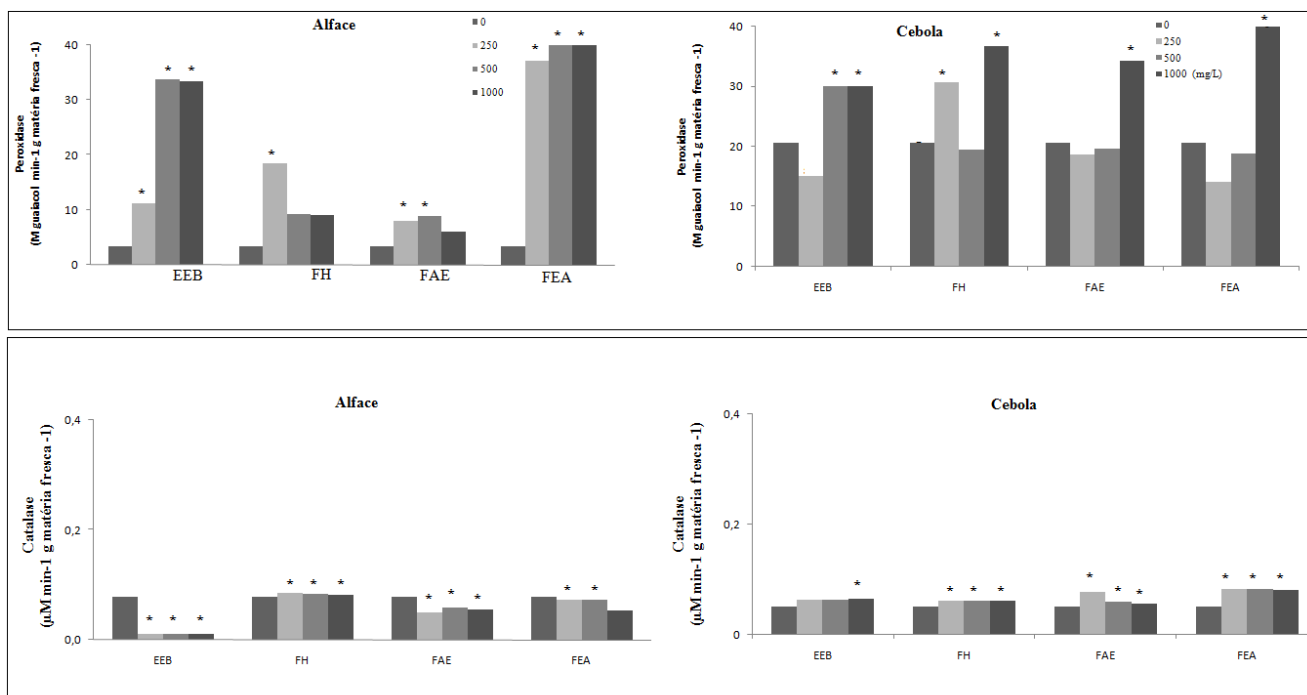 Alface
0
250
500
1000
Peroxidase
(M guaiacol min-1 g matéria fresca -1)
40
30
20
10
0
* * *
*
* *
* * *
EEB FH FAE FEA
Cebola
0
250
500
1000 (mg/L)
Peroxidase
(M guaiacol min-1 g matéria fresca -1)
40
30
20
10
0
* *
* *
*
*
EEB FH FAE FEA
Alface
Catalase
(µM min-1 g matéria fresca -1)
0,4
0,2
0,0
* * *
* * *
* * *
* *
EEB FH FAE FEA
Cebola
Catalase
(µM min-1 g matéria fresca -1)
0,4
0,2
0
*
* * *
* * *
* * *
EEB FH FAE FEA